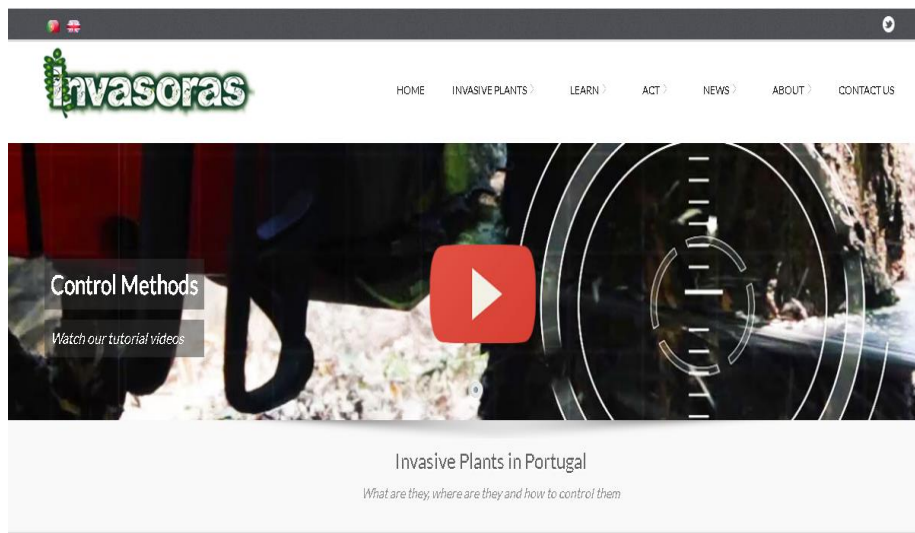 Invasoras
HOME INVASIVE PLANTS LEARN ACT NEWS ABOUT CONTACT US
Control Methods
Watch our tutorial videos
Invasive Plants in Portugal
What are they, where are they and how to control them